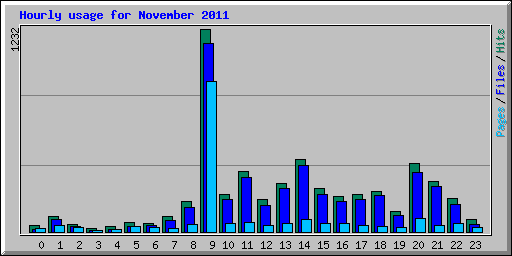 Hourly usage for November 2011
1232
Pages / Files / Hits
0 1 2 3 4 5 6 7 8 9 10 11 12 13 14 15 16 17 18 19 20 21 22 23